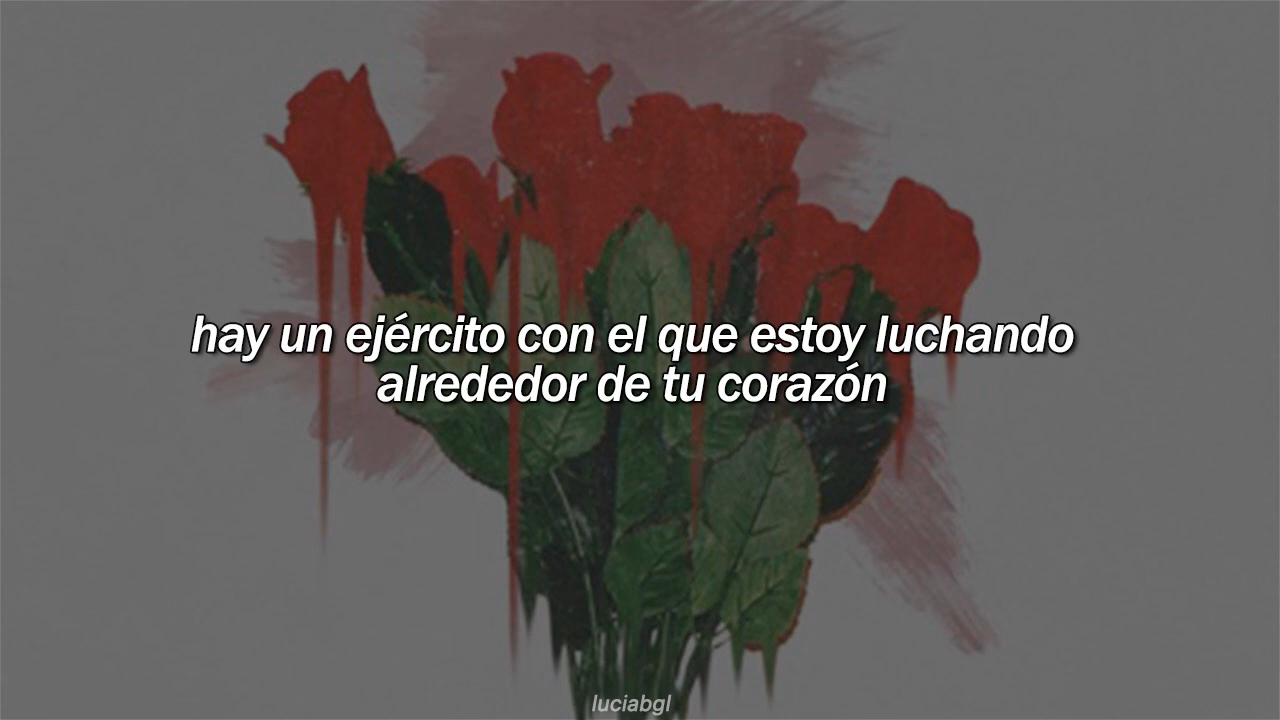 hay un ejército con el que estoy luchando
alrededor de tu corazón
luciabgl